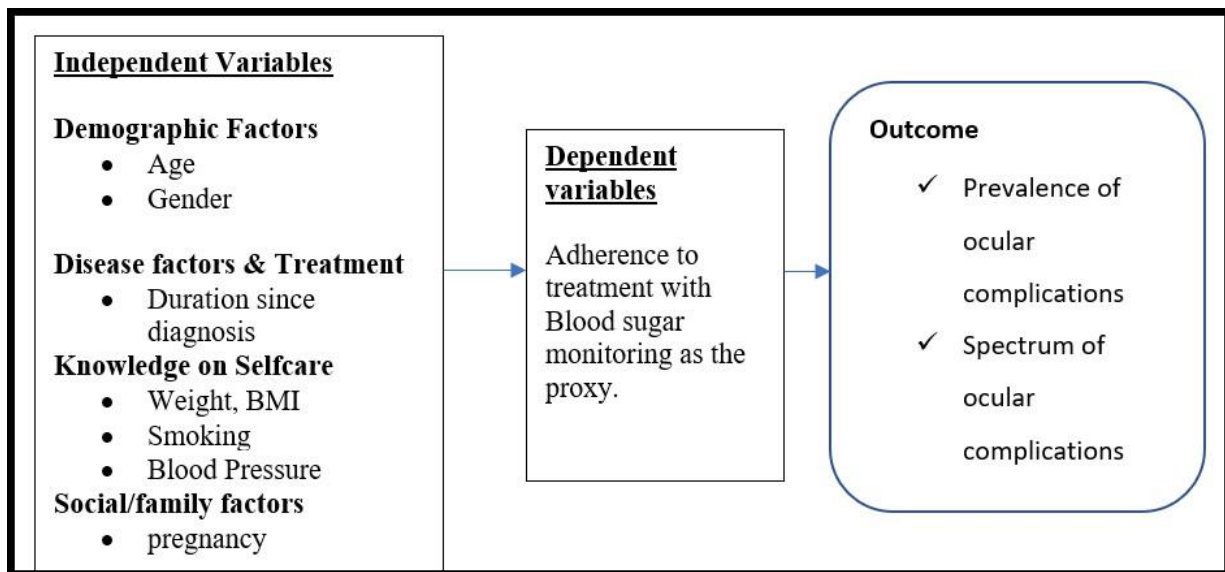 Independent Variables
Demographic Factors
• Age
• Gender
Disease factors & Treatment
• Duration since
diagnosis
Knowledge on Selfcare
• Weight, BMI
• Smoking
• Blood Pressure
Social/family factors
• pregnancy
Dependent
variables
Adherence to
treatment with
Blood sugar
monitoring as the
proxy.
Outcome
✓ Prevalence of
ocular
complications
✓ Spectrum of
ocular
complications